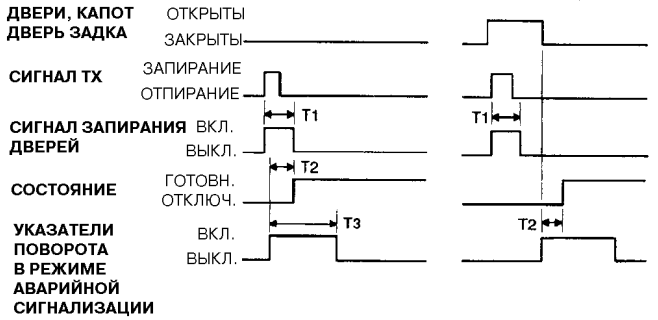 ДВЕРИ, КАПОТ ОТКРЫТЫ
ДВЕРЬ ЗАДКА ЗАКРЫТЫ
СИГНАЛ ТХ ЗАПИРАНИЕ
ОТПИРАНИЕ
T1 T1
СИГНАЛ ЗАПИРАНИЯ ВКЛ.
ДВЕРЕЙ ВЫКЛ.
T2
СОСТОЯНИЕ ГОТОВН.
ОТКЛЮЧ.
T3 T2
УКАЗАТЕЛИ
ПОВОРОТА ВКЛ.
В РЕЖИМЕ ВЫКЛ.
АВАРИЙНОЙ
СИГНАЛИЗАЦИИ